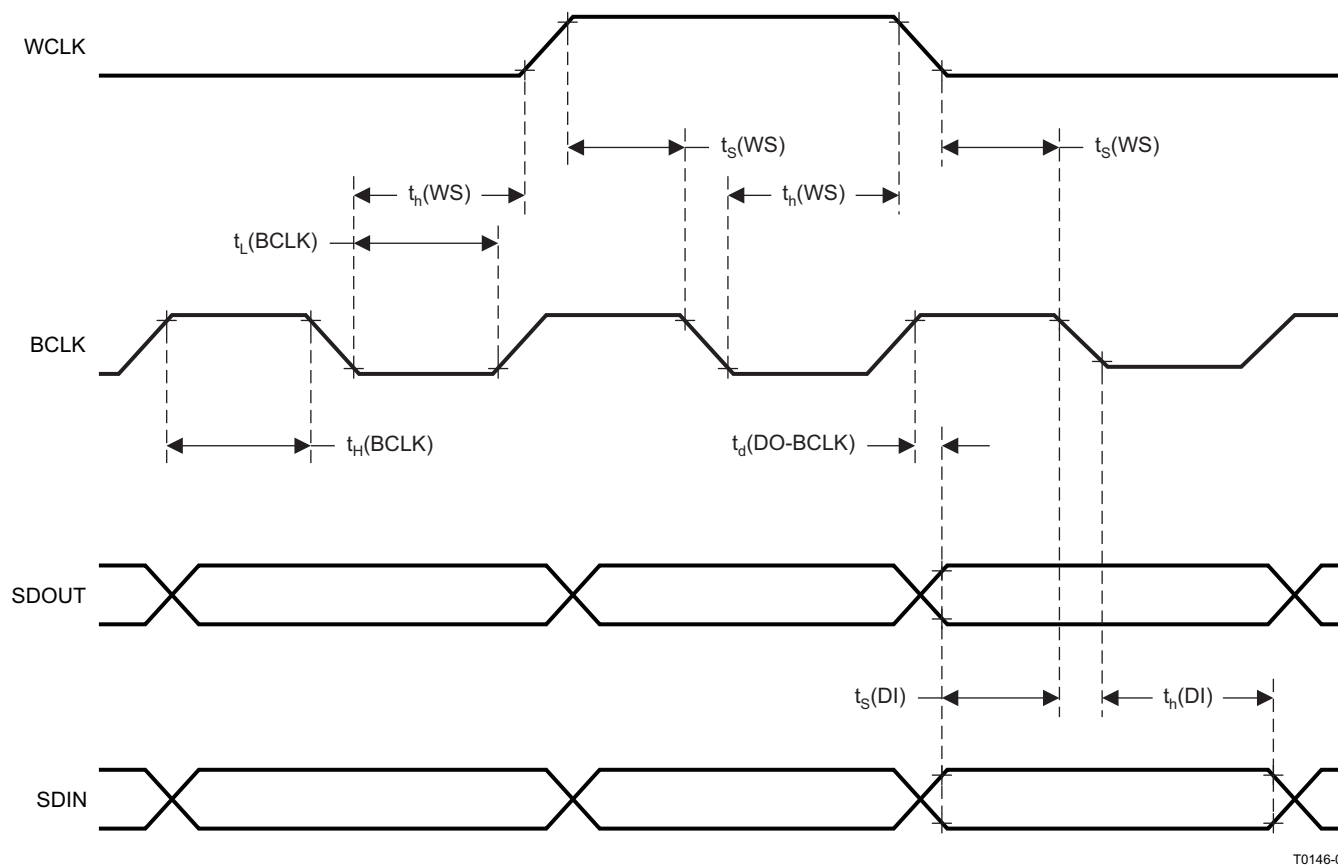 WCLK
tS(WS)
tS(WS)
th(WS)
th(WS)
tL(BCLK)
BCLK
tH(BCLK)
td(DO-BCLK)
SDOUT
tS(DI)
th(DI)
SDIN